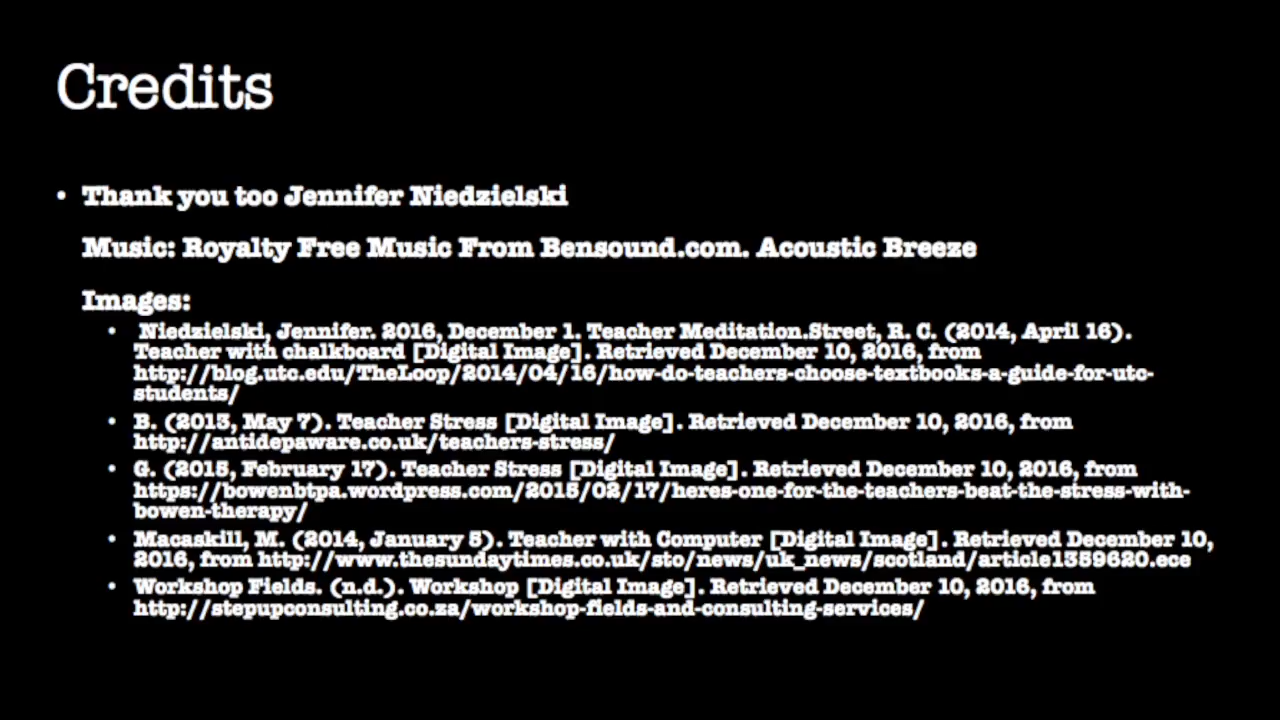 Credits
• Thank you too Jennifer Niedzielski
Music: Royalty Free Music From Bensound.com. Acoustic Breeze
Images:
• Niedzielski, Jennifer. 2016, December 1. Teacher Meditation.Street, R. C. (2014, April 16).
Teacher with chalkboard [Digital Image]. Retrieved December 10, 2016, from
http://blog.utc.edu/TheLoop/2014/04/16/how-do-teachers-choose-textbooks-a-guide-for-utc-
students/
• B. (2013, May 7). Teacher Stress [Digital Image]. Retrieved December 10, 2016, from
http://antidepaware.co.uk/teachers-stress/
• G. (2015, February 17). Teacher Stress [Digital Image]. Retrieved December 10, 2016, from
https://bowenbtpa.wordpress.com/2015/02/17/heres-one-for-the-teachers-beat-the-stress-with-
bowen-therapy/
• Macaskill, M. (2014, January 5). Teacher with Computer [Digital Image]. Retrieved December 10,
2016, from http://www.thesundaytimes.co.uk/sto/news/uk_news/scotland/article1359620.ece
• Workshop Fields. (n.d.). Workshop [Digital Image]. Retrieved December 10, 2016, from
http://stepupconsulting.co.za/workshop-fields-and-consulting-services/